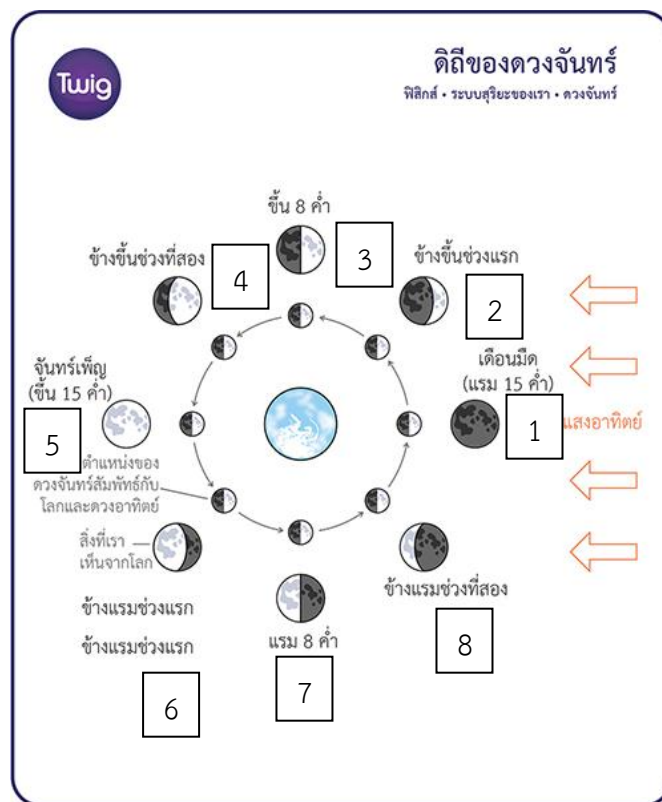 Twig
ดิถีของดวงจันทร์
ฟิสิกส์ • ระบบสุริยะของเรา • ดวงจันทร์
ขึ้น 8 ค่ำ
3
ข้างขึ้นช่วงที่สอง
4
ข้างขึ้นช่วงแรก
2
จันทร์เพ็ญ
(ขึ้น 15 ค่ำ)
5
เดือนมืด
(แรม 15 ค่ำ)
1
แสงอาทิตย์
ตำแหน่งของ
ดวงจันทร์สัมพัทธ์กับ
โลกและดวงอาทิตย์
สิ่งที่เรา
เห็นจากโลก
ข้างแรมช่วงแรก
ข้างแรมช่วงแรก
6
แรม 8 ค่ำ
7
ข้างแรมช่วงที่สอง
8